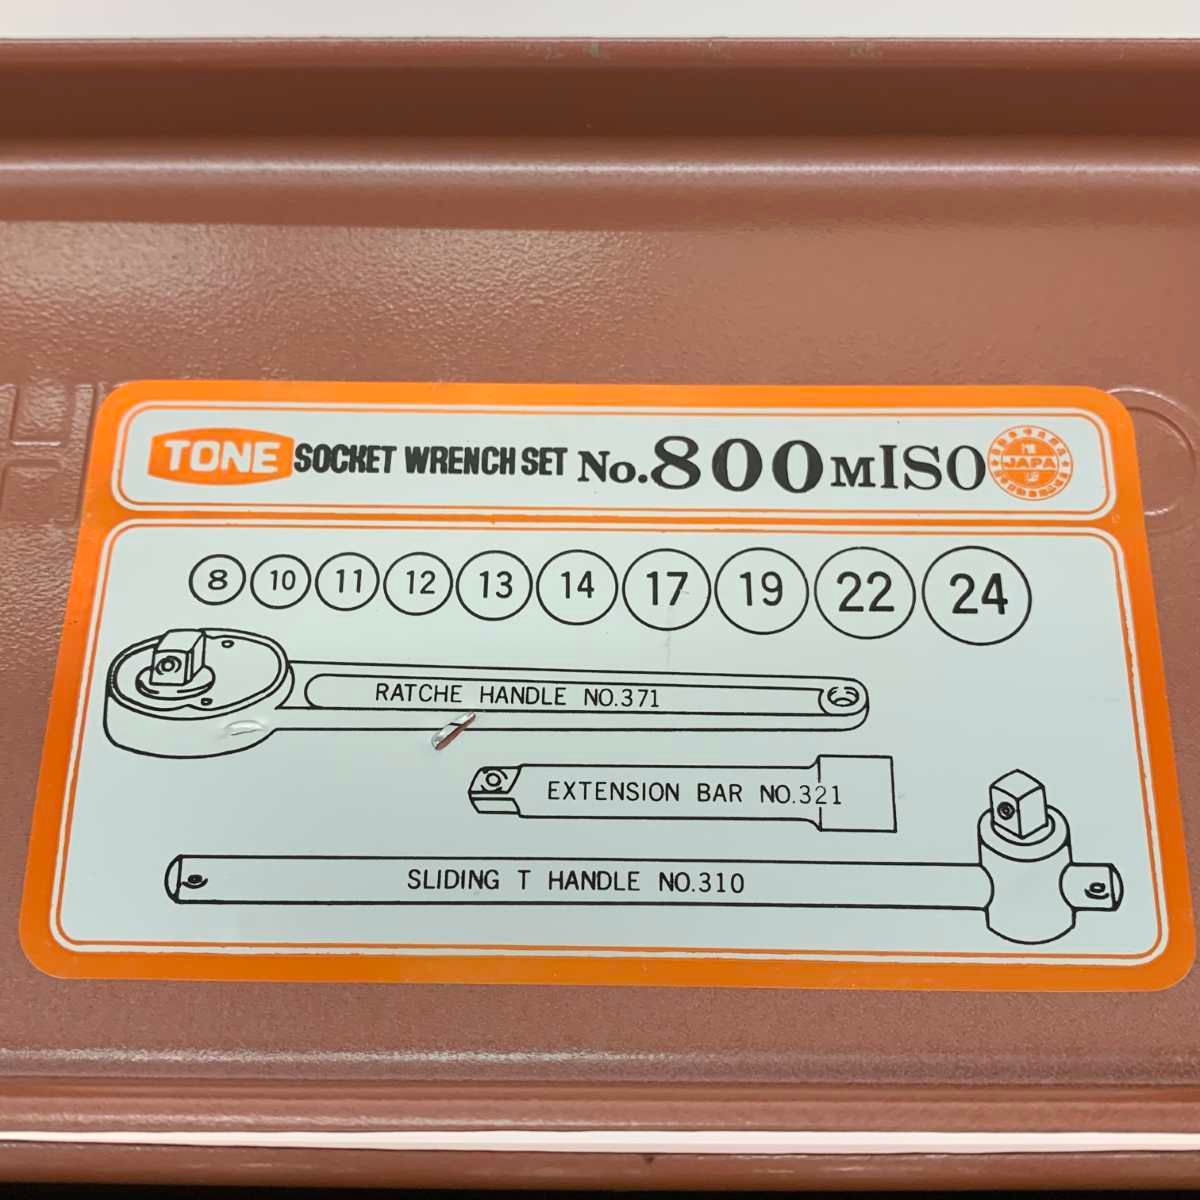 TONE SOCKET WRENCH SET No.800MISO
JAPA
8 10 11 12 13 14 17 19 22 24
RATCHE HANDLE NO.371
EXTENSION BAR NO.321
SLIDING T HANDLE NO.310